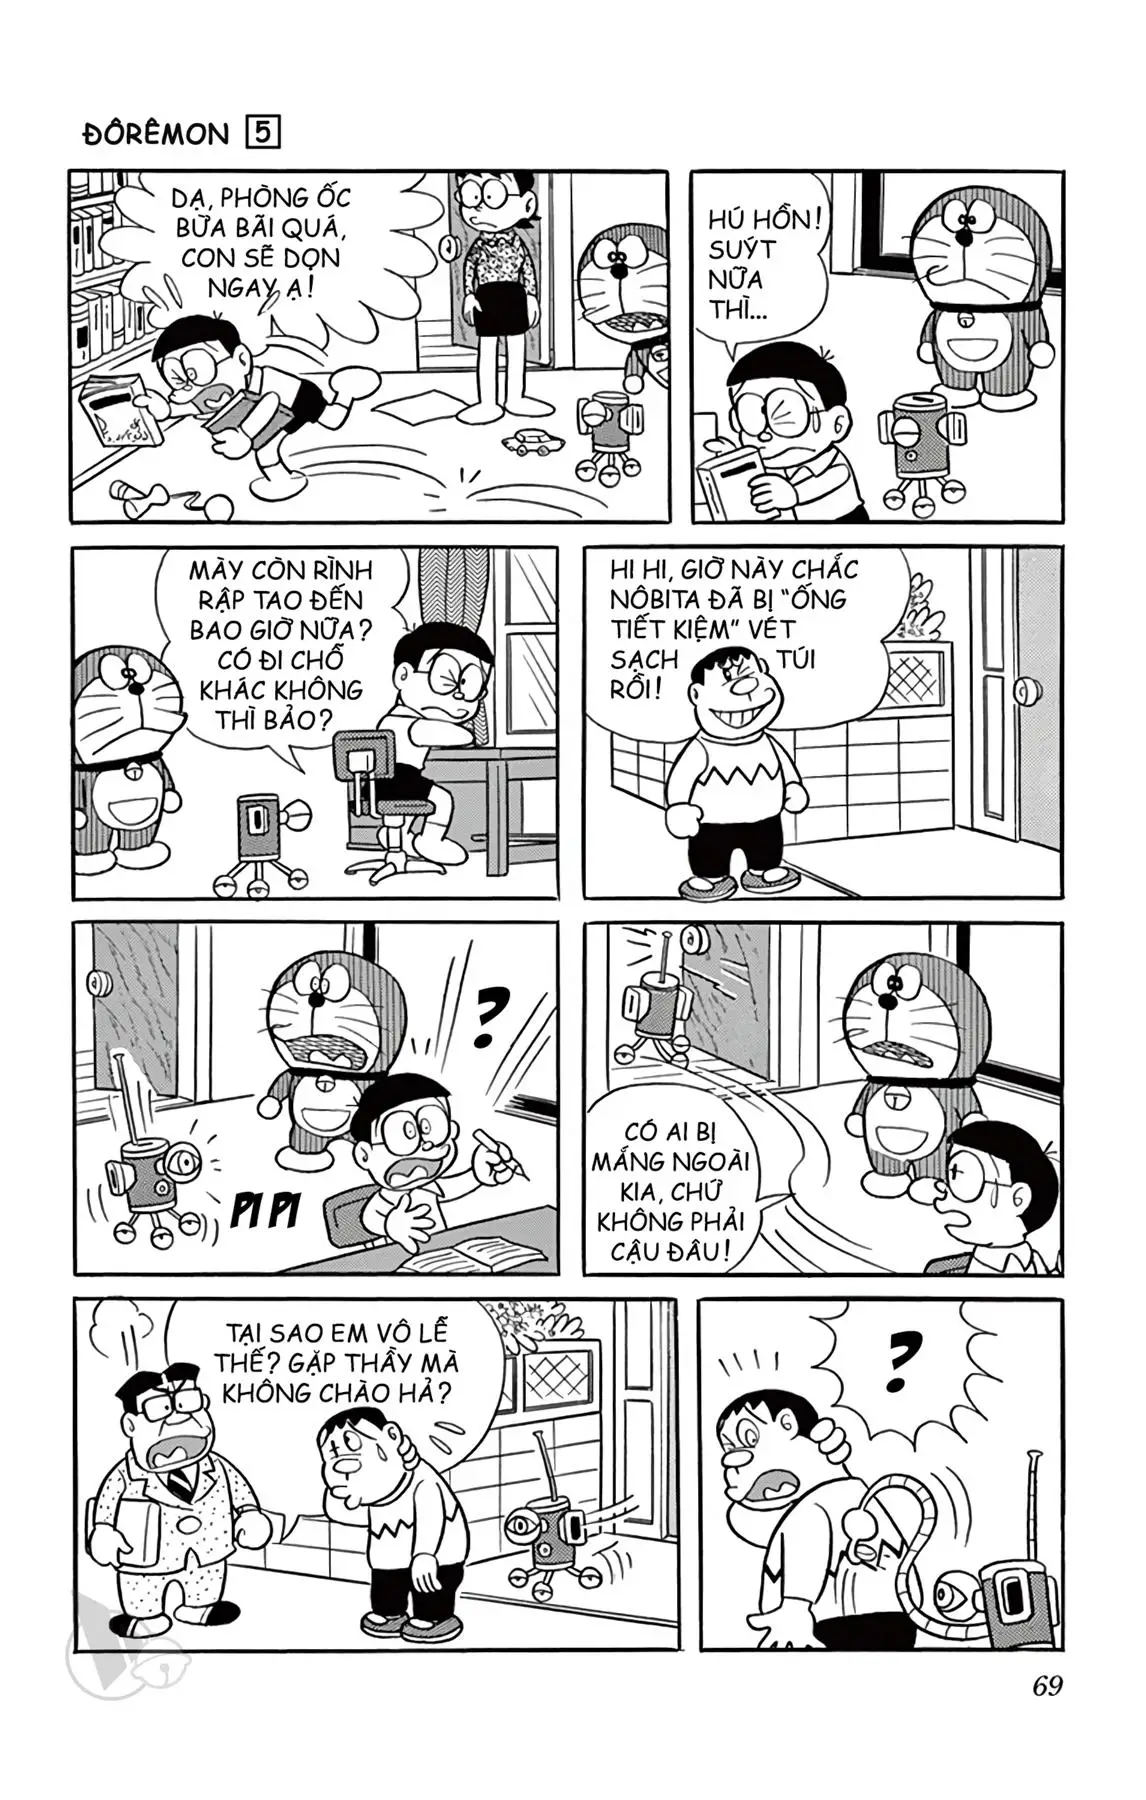 ĐÔRÊMON 5
DẠ, PHÒNG ỐC
BỪA BÃI QUÁ,
CON SẼ DỌN
NGAY Ạ!
HÚ HỒN!
SUÝT
NỮA
THÌ...
MÀY CÒN RÌNH
RẬP TAO ĐẾN
BAO GIỜ NỮA?
CÓ ĐI CHỖ
KHÁC KHÔNG
THÌ BẢO?
HI HI, GIỜ NÀY CHẮC
NÔBITA ĐÃ BỊ "ỐNG
TIẾT KIỆM" VÉT
SẠCH TÚI
RỒI!
?
PI PI
CÓ AI BỊ
MẮNG NGOÀI
KIA, CHỨ
KHÔNG PHẢI
CẬU ĐÂU!
TẠI SAO EM VÔ LỄ
THẾ? GẶP THẦY MÀ
KHÔNG CHÀO HẢ?
?
69